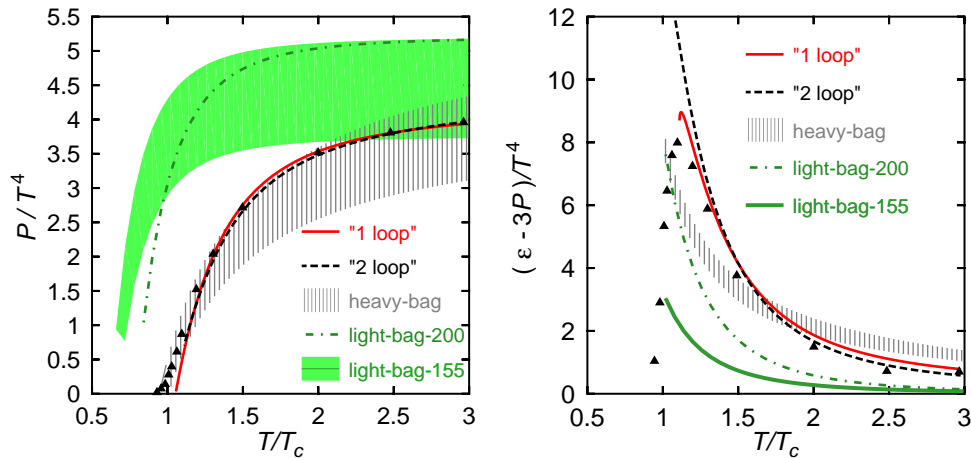 5.5
5
4.5
4
3.5
3
2.5
2
1.5
1
0.5
0
P / T^4
"1 loop"
"2 loop"
heavy-bag
light-bag-200
light-bag-155
0.5 1 1.5 2 2.5 3
T/T_c
12
10
8
6
4
2
0
( ε - 3P )/T^4
"1 loop"
"2 loop"
heavy-bag
light-bag-200
light-bag-155
0.5 1 1.5 2 2.5 3
T/T_c